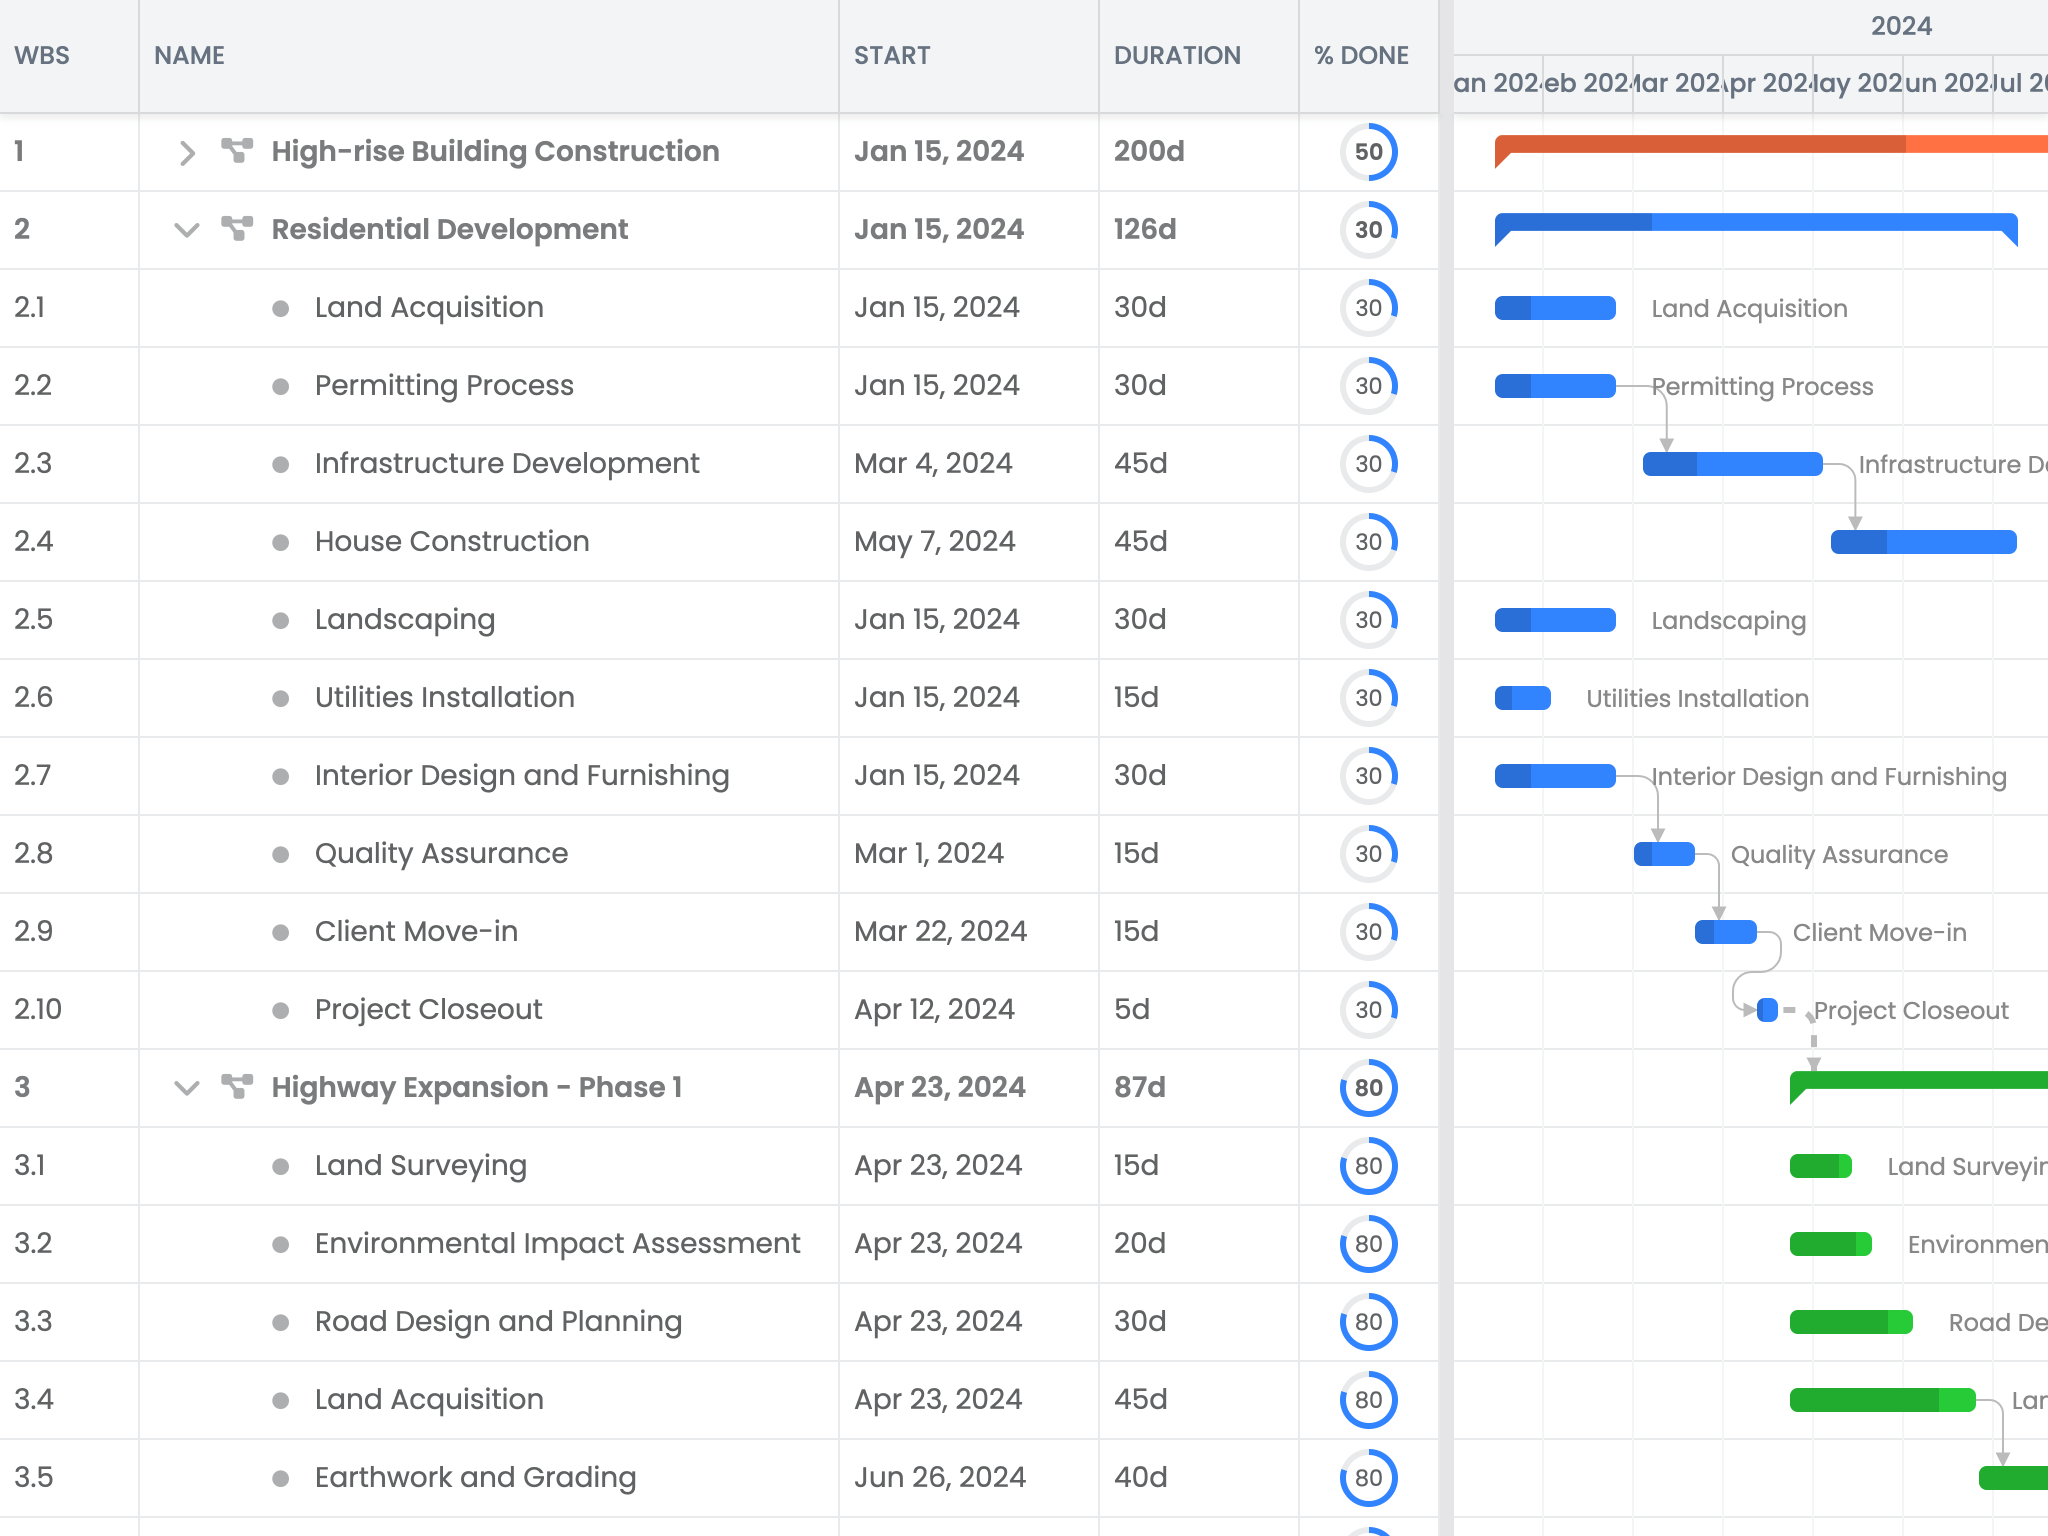 WBS NAME START DURATION % DONE 2024
an 202 eb 202 ar 202 pr 202 ay 202 un 202 Jul 20
1 High-rise Building Construction Jan 15, 2024 200d 50
2 Residential Development Jan 15, 2024 126d 30
2.1 Land Acquisition Jan 15, 2024 30d 30 Land Acquisition
2.2 Permitting Process Jan 15, 2024 30d 30 Permitting Process
2.3 Infrastructure Development Mar 4, 2024 45d 30 Infrastructure D
2.4 House Construction May 7, 2024 45d 30
2.5 Landscaping Jan 15, 2024 30d 30 Landscaping
2.6 Utilities Installation Jan 15, 2024 15d 30 Utilities Installation
2.7 Interior Design and Furnishing Jan 15, 2024 30d 30 Interior Design and Furnishing
2.8 Quality Assurance Mar 1, 2024 15d 30 Quality Assurance
2.9 Client Move-in Mar 22, 2024 15d 30 Client Move-in
2.10 Project Closeout Apr 12, 2024 5d 30 Project Closeout
3 Highway Expansion - Phase 1 Apr 23, 2024 87d 80
3.1 Land Surveying Apr 23, 2024 15d 80 Land Surveyin
3.2 Environmental Impact Assessment Apr 23, 2024 20d 80 Environmen
3.3 Road Design and Planning Apr 23, 2024 30d 80 Road De
3.4 Land Acquisition Apr 23, 2024 45d 80 Lan
3.5 Earthwork and Grading Jun 26, 2024 40d 80